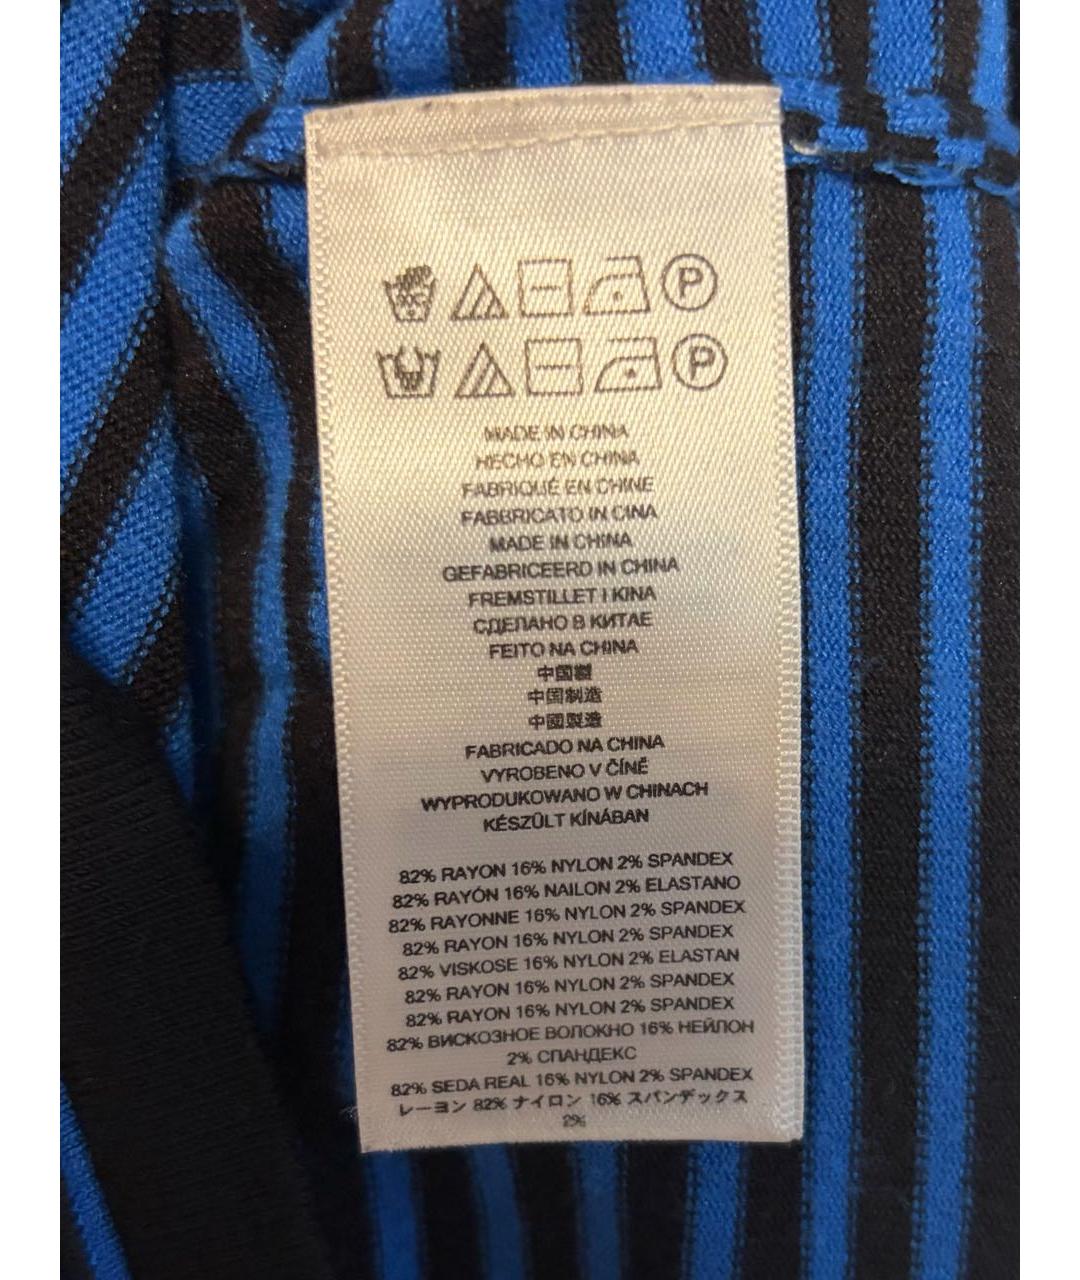 P
P
MADE IN CHINA
HECHO EN CHINA
FABRIQUÉ EN CHINE
FABBRICATO IN CINA
MADE IN CHINA
GEFABRICEERD IN CHINA
FREMSTILLET I KINA
СДЕЛАНО В КИТАЕ
FEITO NA CHINA
中国製
中国制造
中國製造
FABRICADO NA CHINA
VYROBENO V ČÍNĚ
WYPRODUKOWANO W CHINACH
KÉSZÜLT KÍNÁBAN
82% RAYON 16% NYLON 2% SPANDEX
82% RAYÓN 16% NAILON 2% ELASTANO
82% RAYONNE 16% NYLON 2% SPANDEX
82% RAYON 16% NYLON 2% SPANDEX
82% VISKOSE 16% NYLON 2% ELASTAN
82% RAYON 16% NYLON 2% SPANDEX
82% RAYON 16% NYLON 2% SPANDEX
82% ВИСКОЗНОЕ ВОЛОКНО 16% НЕЙЛОН
2% СПАНДЕКС
82% SEDA REAL 16% NYLON 2% SPANDEX
レーヨン 82% ナイロン 16% スパンデックス
2%